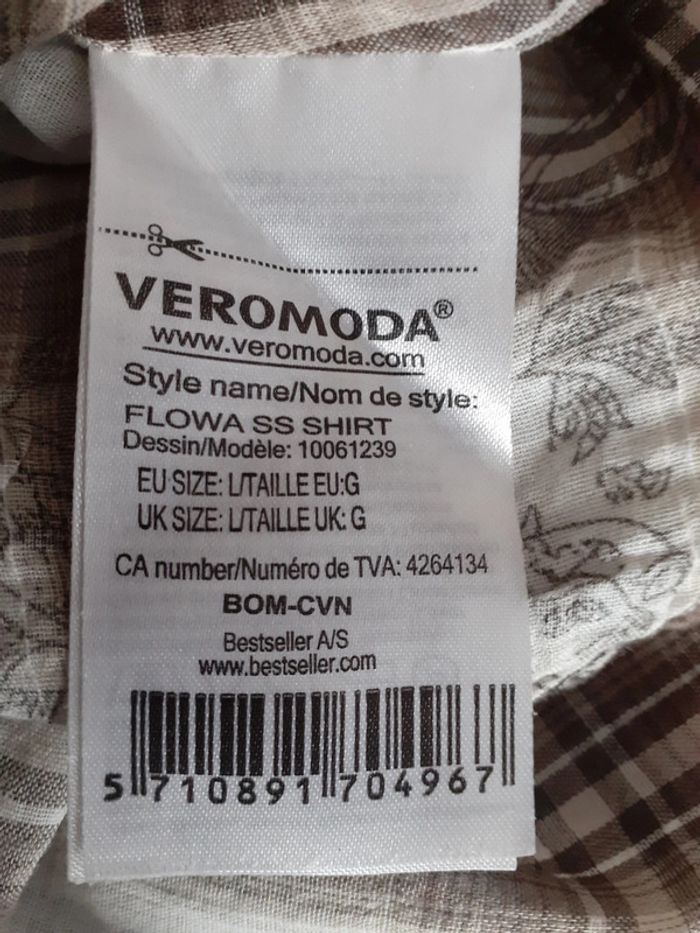 VEROMODA®
www.veromoda.com
Style name/Nom de style:
FLOWA SS SHIRT
Dessin/Modèle: 10061239
EU SIZE: L/TAILLE EU:G
UK SIZE: L/TAILLE UK: G
CA number/Numéro de TVA: 4264134
BOM-CVN
Bestseller A/S
www.bestseller.com
5 710891 704967